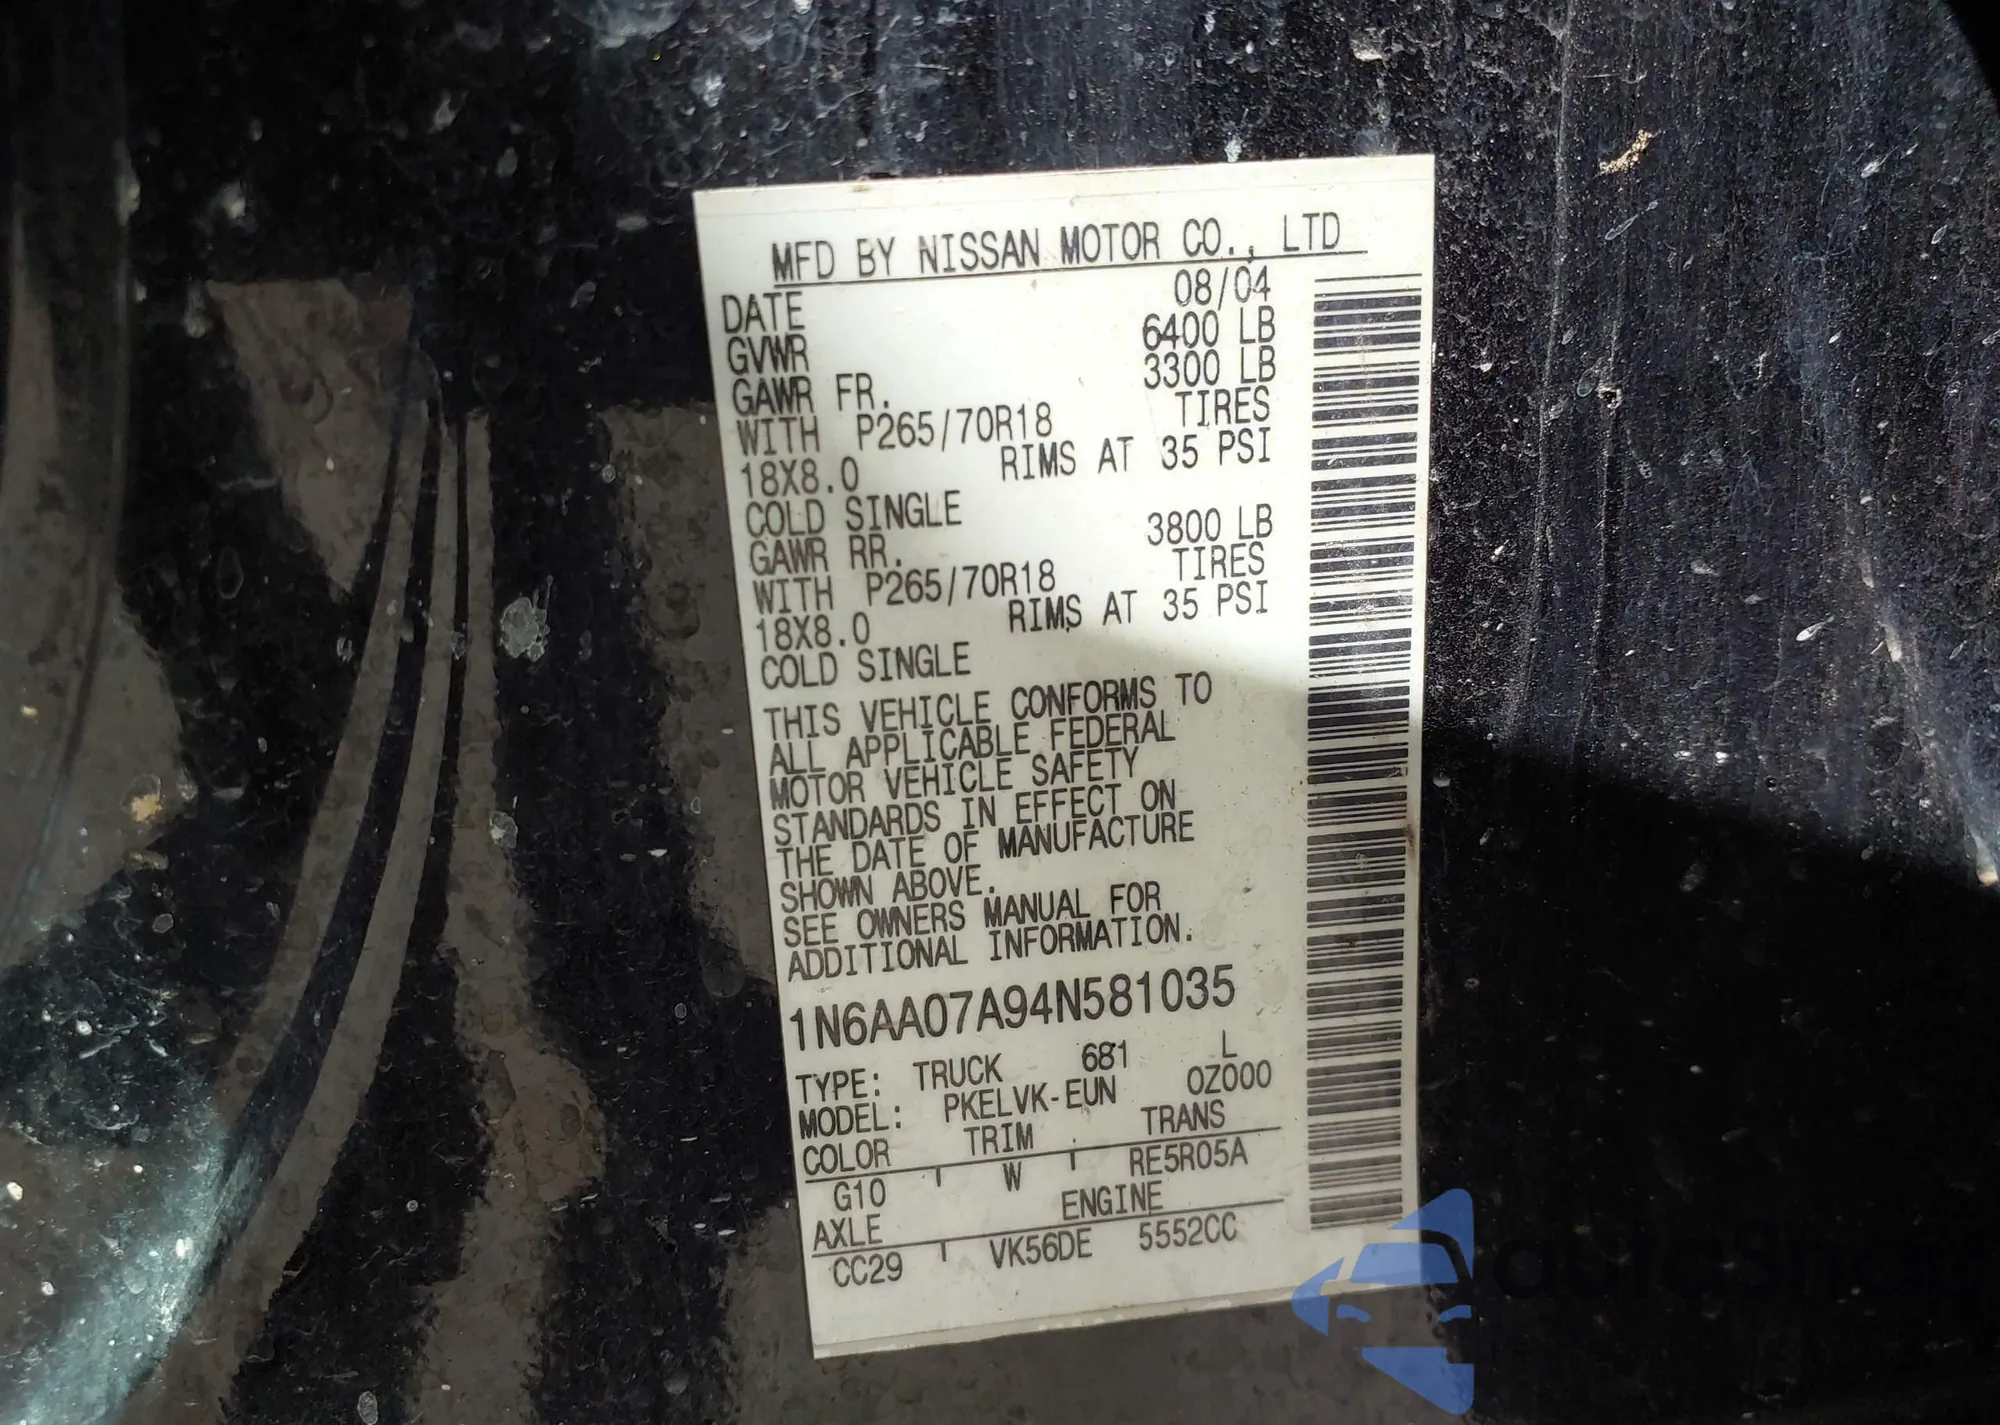 MFD BY NISSAN MOTOR CO., LTD
DATE 08/04
GVWR 6400 LB
GAWR FR. 3300 LB
WITH P265/70R18 TIRES
18X8.0 RIMS AT 35 PSI
COLD SINGLE
GAWR RR. 3800 LB
WITH P265/70R18 TIRES
18X8.0 RIMS AT 35 PSI
COLD SINGLE
THIS VEHICLE CONFORMS TO
ALL APPLICABLE FEDERAL
MOTOR VEHICLE SAFETY
STANDARDS IN EFFECT ON
THE DATE OF MANUFACTURE
SHOWN ABOVE.
SEE OWNERS MANUAL FOR
ADDITIONAL INFORMATION.
1N6AA07A94N581035
TYPE: TRUCK 681 L
MODEL: PKELVK-EUN 0Z000
COLOR TRIM TRANS
G10 W RE5R05A
AXLE ENGINE
CC29 VK56DE 5552CC